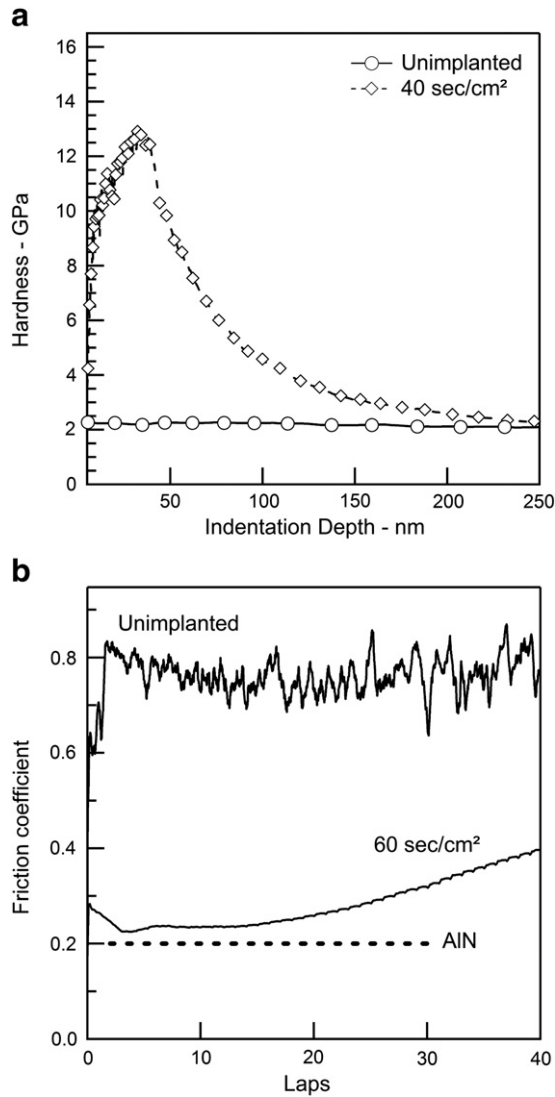 a
16
14
12
10
8
6
4
2
0
Hardness - GPa
Unimplanted
40 sec/cm²
50
100
150
200
250
Indentation Depth - nm
b
0.8
0.6
0.4
0.2
0.0
Friction coefficient
Unimplanted
60 sec/cm²
AlN
0
10
20
30
40
Laps